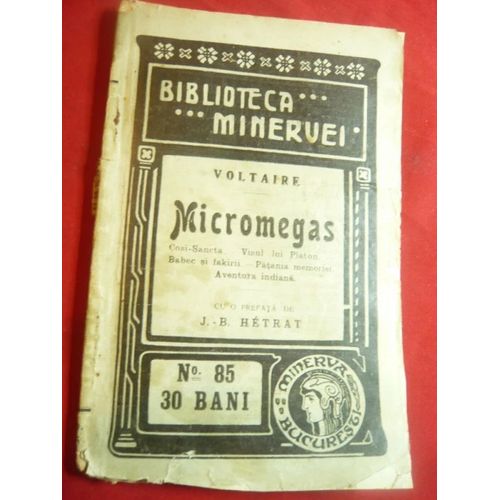 BIBLIOTECA
MINERVEI
VOLTAIRE
Micromegas
Cosi-Sancta. – Visul lui Platon. –
Babec și fakirii. – Pățania memoriei.
Aventura indiană.
CU O PREFAȚĂ DE
J.-B. HÉTRAT
No. 85
30 BANI
MINERVA
BUCUREȘTI